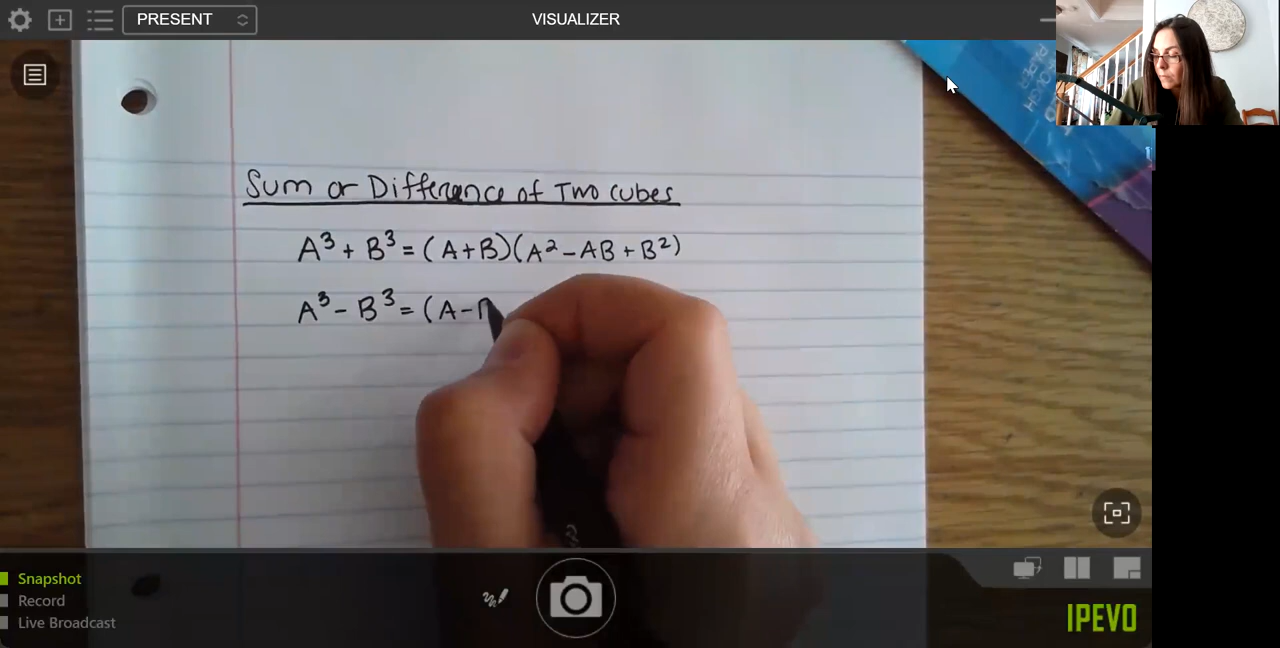 PRESENT
VISUALIZER
Sum or Difference of Two Cubes
A³ + B³ = (A + B)(A² - AB + B²)
A³ - B³ = (A -
Snapshot
Record
Live Broadcast
IPEVO